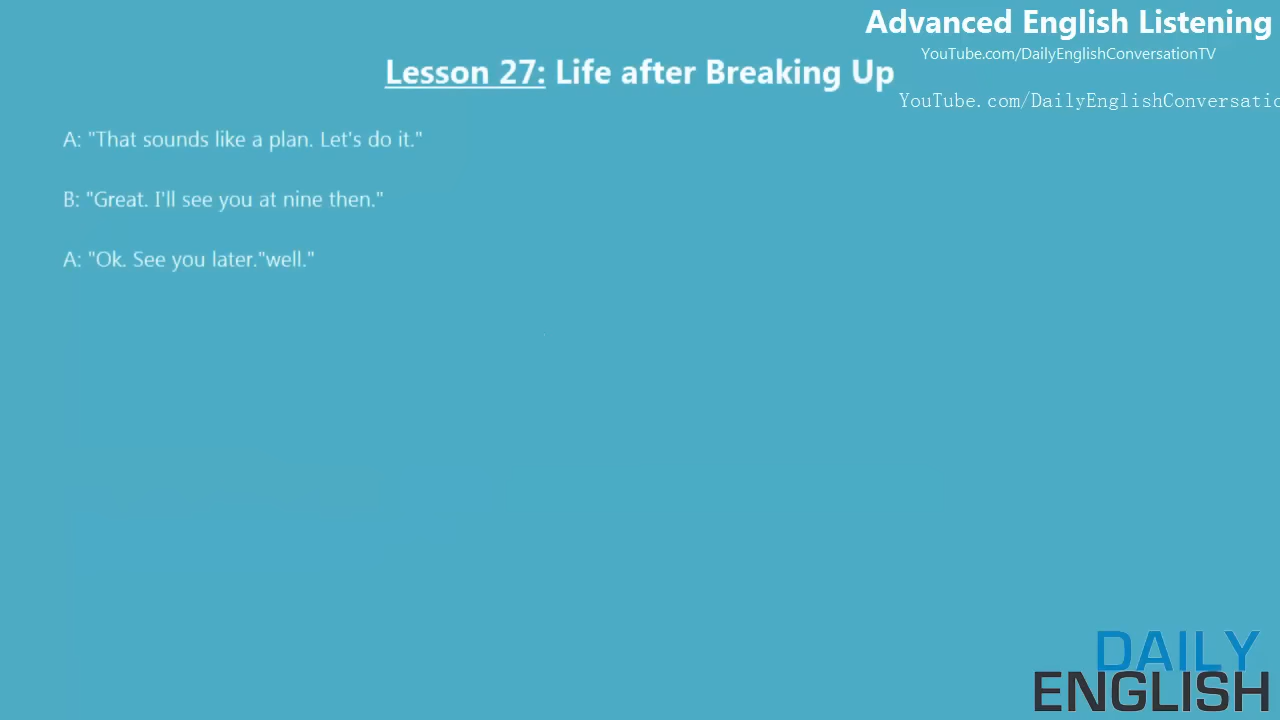 Advanced English Listening
YouTube.com/DailyEnglishConversationTV
Lesson 27: Life after Breaking Up
YouTube.com/DailyEnglishConversatio
A: "That sounds like a plan. Let's do it."
B: "Great. I'll see you at nine then."
A: "Ok. See you later."well."
DAILY
ENGLISH